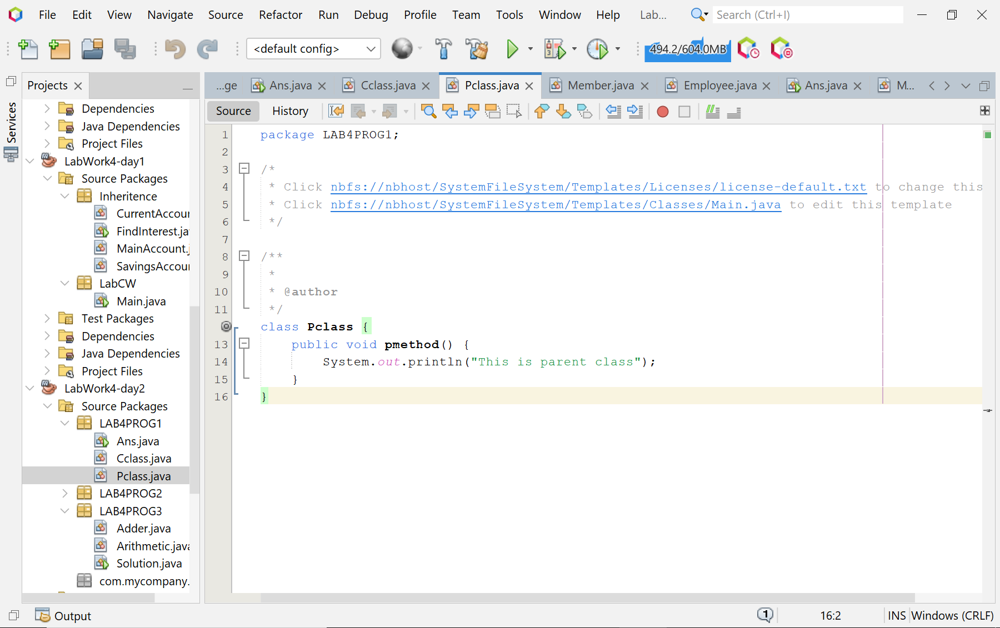 File Edit View Navigate Source Refactor Run Debug Profile Team Tools Window Help Lab... Search (Ctrl+I)
<default config> 494.2/604.0MB
Services
Projects
Dependencies
Java Dependencies
Project Files
LabWork4-day1
Source Packages
Inheritence
CurrentAccour
FindInterest.ja
MainAccount.j
SavingsAccour
LabCW
Main.java
Test Packages
Dependencies
Java Dependencies
Project Files
LabWork4-day2
Source Packages
LAB4PROG1
Ans.java
Cclass.java
Pclass.java
LAB4PROG2
LAB4PROG3
Adder.java
Arithmetic.java
Solution.java
com.mycompany.
...ge Ans.java Cclass.java Pclass.java Member.java Employee.java Ans.java M...
Source History
1 package LAB4PROG1;
2
3 /*
4 * Click nbfs://nbhost/SystemFileSystem/Templates/Licenses/license-default.txt to change this
5 * Click nbfs://nbhost/SystemFileSystem/Templates/Classes/Main.java to edit this template
6 */
7
8 /**
9 *
10 * @author
11 */
class Pclass {
13 public void pmethod() {
14 System.out.println("This is parent class");
15 }
16 }
Output 1 16:2 INS Windows (CRLF)